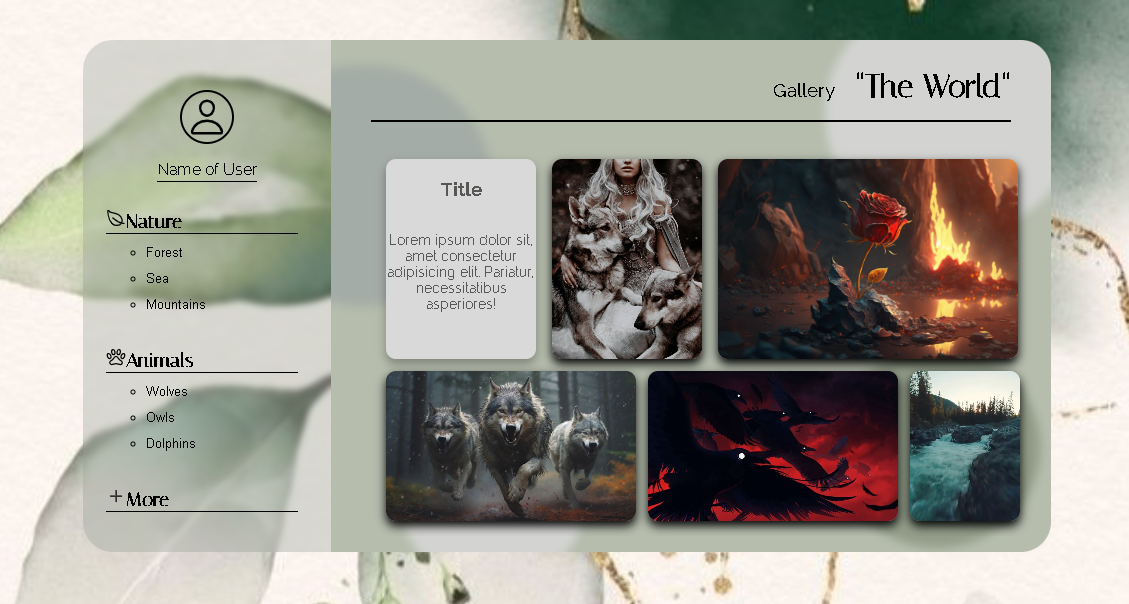 Gallery "The World"
Name of User
Nature
Forest
Sea
Mountains
Animals
Wolves
Owls
Dolphins
More
Title
Lorem ipsum dolor sit,
amet consectetur
adipisicing elit. Pariatur,
necessitatibus
asperiores!